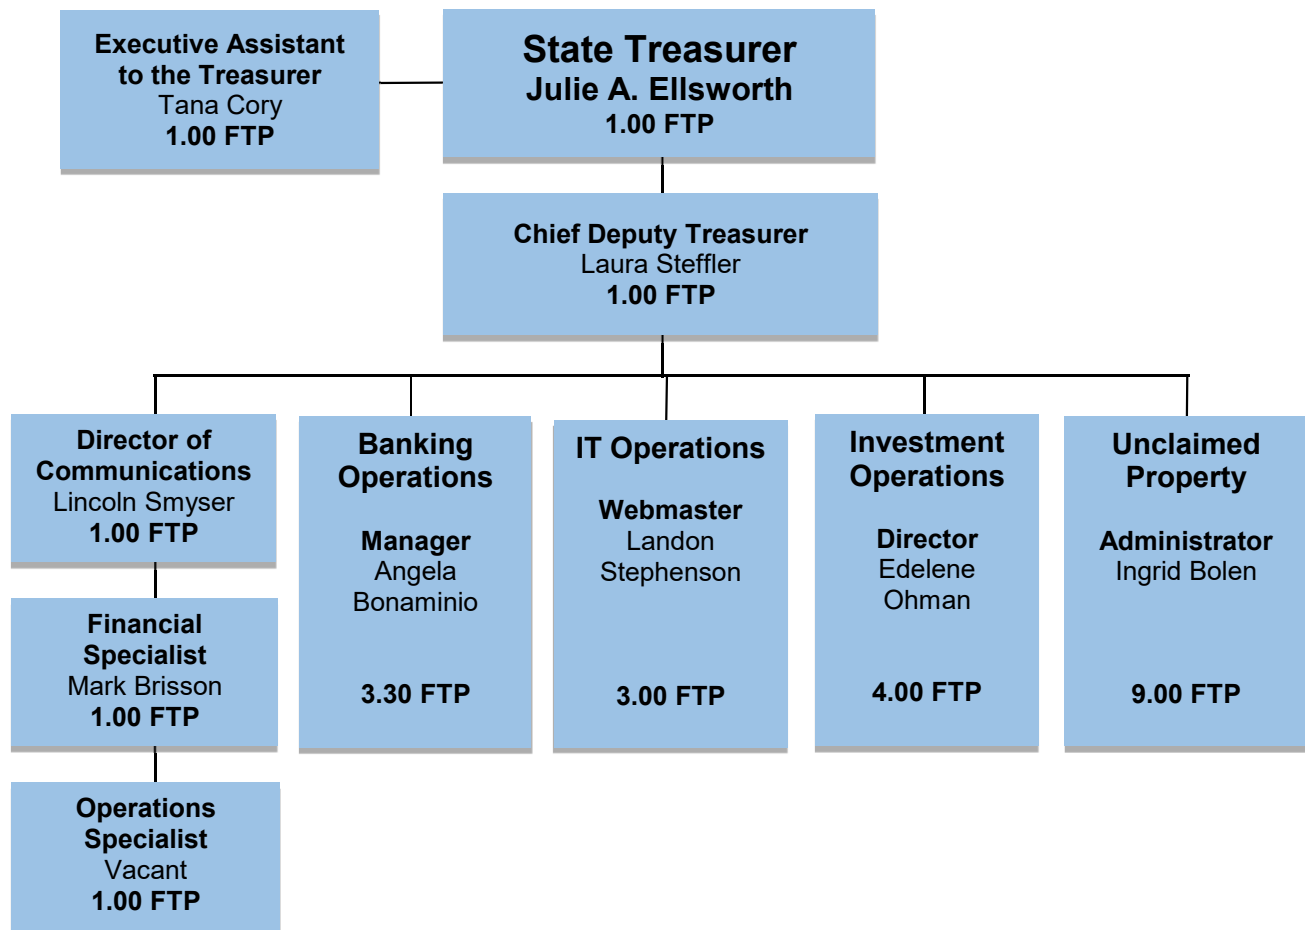 Executive Assistant
to the Treasurer
Tana Cory
1.00 FTP
State Treasurer
Julie A. Ellsworth
1.00 FTP
Chief Deputy Treasurer
Laura Steffler
1.00 FTP
Director of
Communications
Lincoln Smyser
1.00 FTP
Financial
Specialist
Mark Brisson
1.00 FTP
Operations
Specialist
Vacant
1.00 FTP
Banking
Operations
Manager
Angela
Bonaminio
3.30 FTP
IT Operations
Webmaster
Landon
Stephenson
3.00 FTP
Investment
Operations
Director
Edelene
Ohman
4.00 FTP
Unclaimed
Property
Administrator
Ingrid Bolen
9.00 FTP